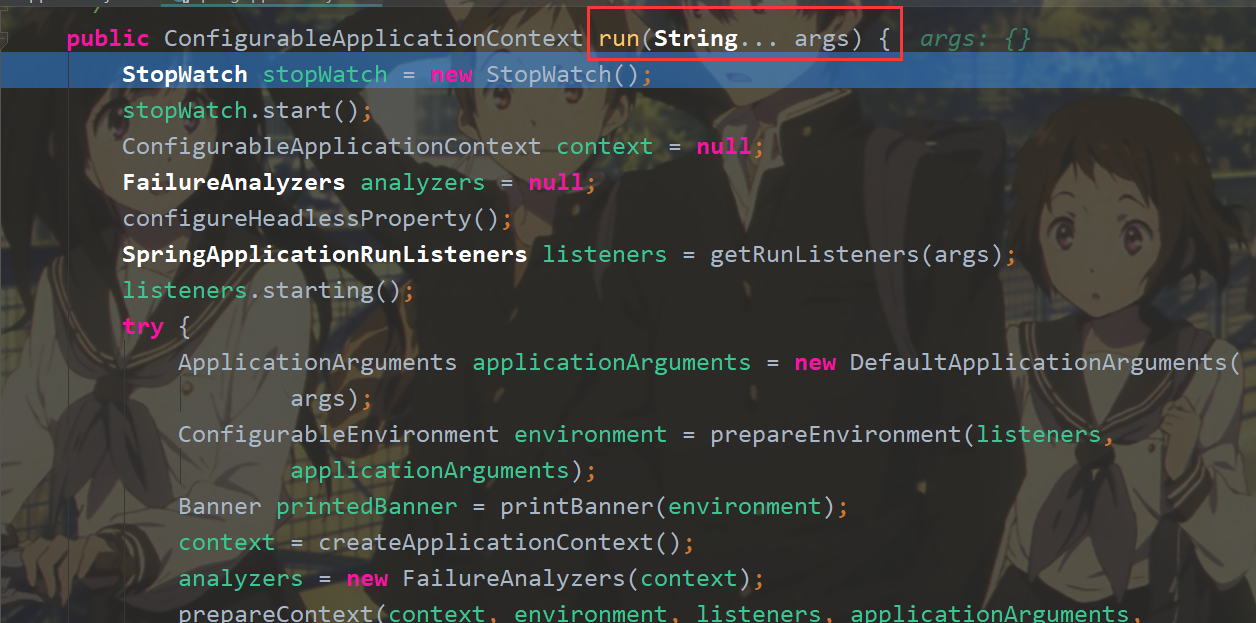 public ConfigurableApplicationContext run(String... args) {  args: {}
StopWatch stopWatch = new StopWatch();
stopWatch.start();
ConfigurableApplicationContext context = null;
FailureAnalyzers analyzers = null;
configureHeadlessProperty();
SpringApplicationRunListeners listeners = getRunListeners(args);
listeners.starting();
try {
ApplicationArguments applicationArguments = new DefaultApplicationArguments(
args);
ConfigurableEnvironment environment = prepareEnvironment(listeners,
applicationArguments);
Banner printedBanner = printBanner(environment);
context = createApplicationContext();
analyzers = new FailureAnalyzers(context);
prepareContext(context, environment, listeners, applicationArguments,